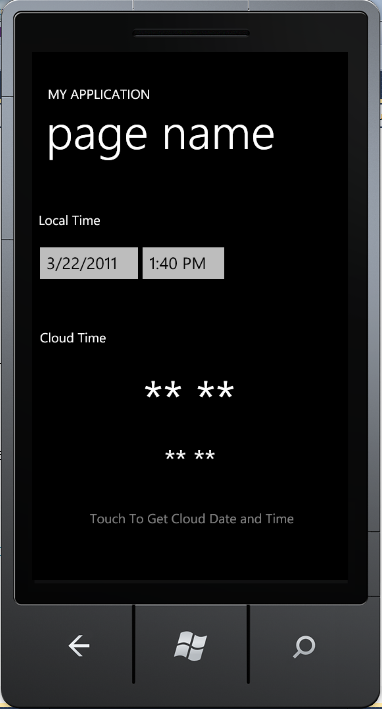 MY APPLICATION
page name
Local Time
3/22/2011 1:40 PM
Cloud Time
** **
** **
Touch To Get Cloud Date and Time